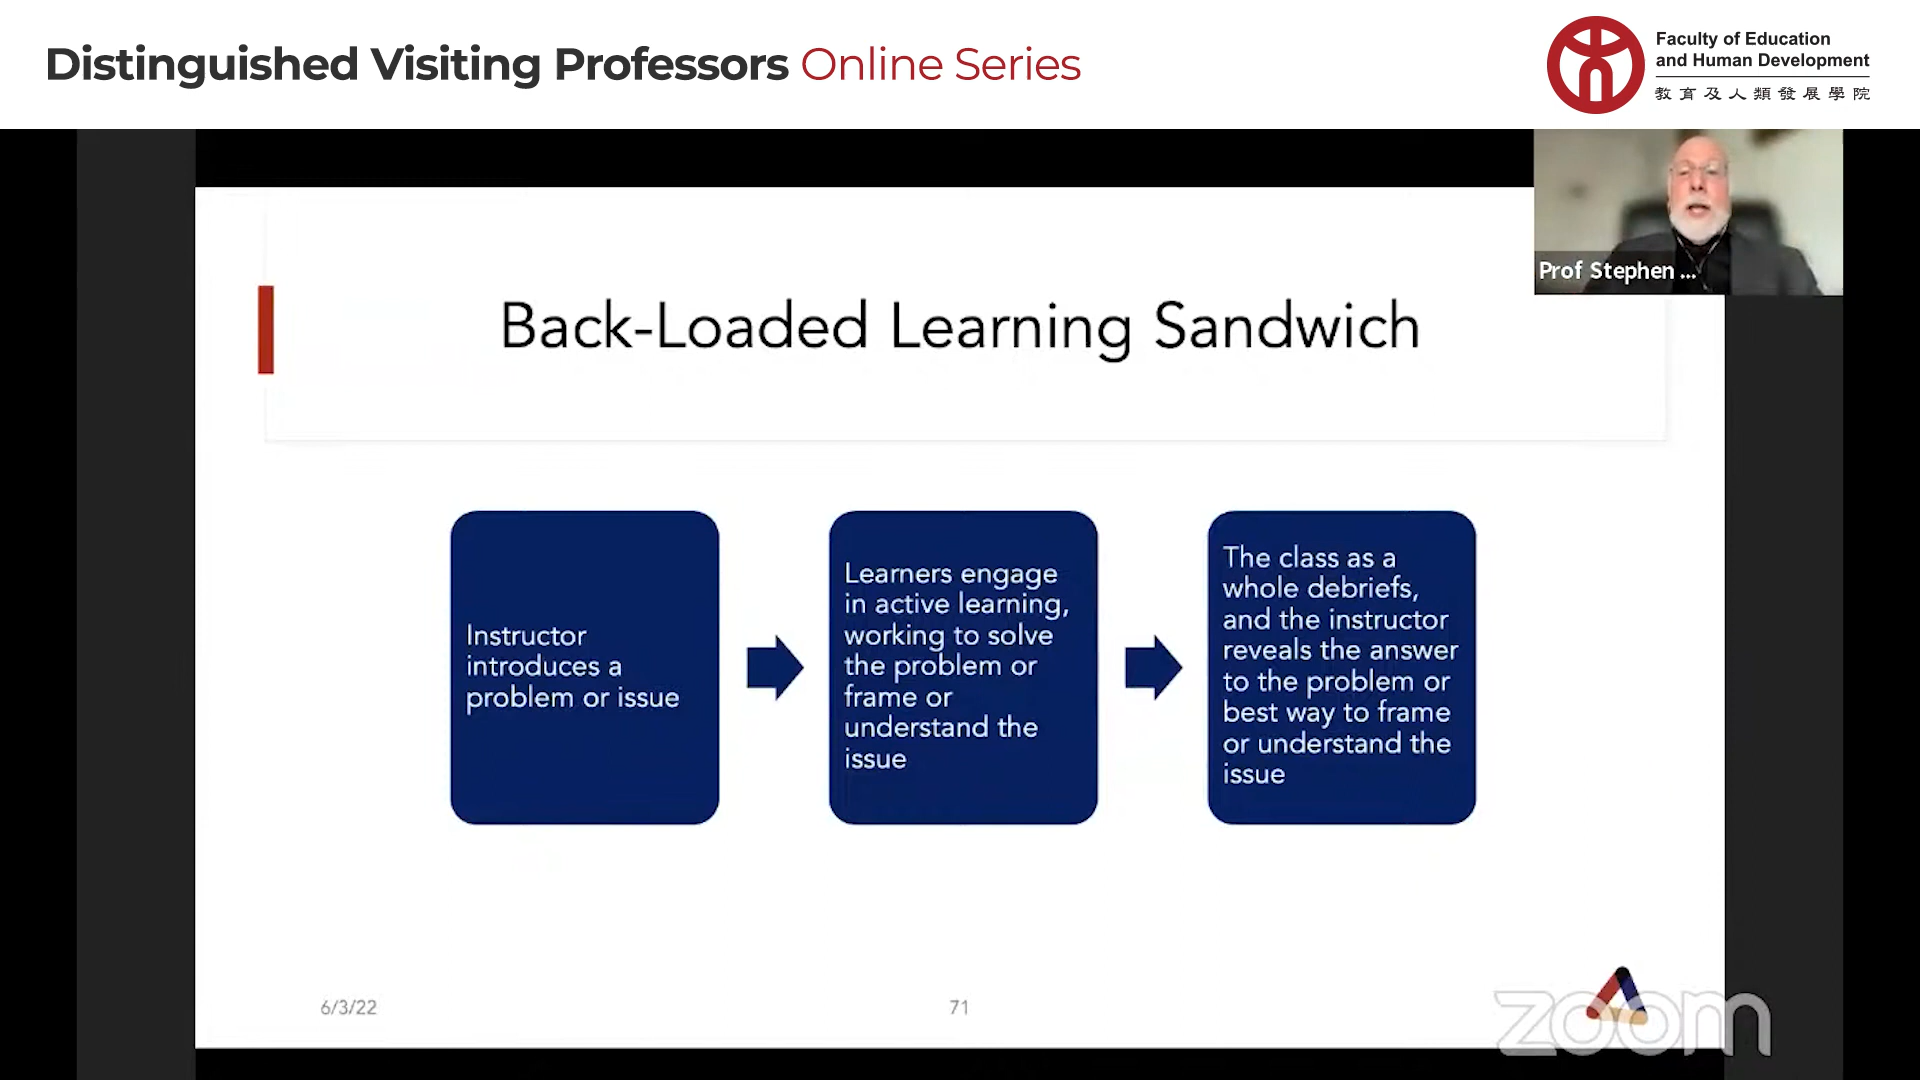 Distinguished Visiting Professors Online Series
Faculty of Education
and Human Development
教育及人類發展學院
Prof Stephen ...
Back-Loaded Learning Sandwich
Instructor
introduces a
problem or issue
Learners engage
in active learning,
working to solve
the problem or
frame or
understand the
issue
The class as a
whole debriefs,
and the instructor
reveals the answer
to the problem or
best way to frame
or understand the
issue
6/3/22
71
zoom